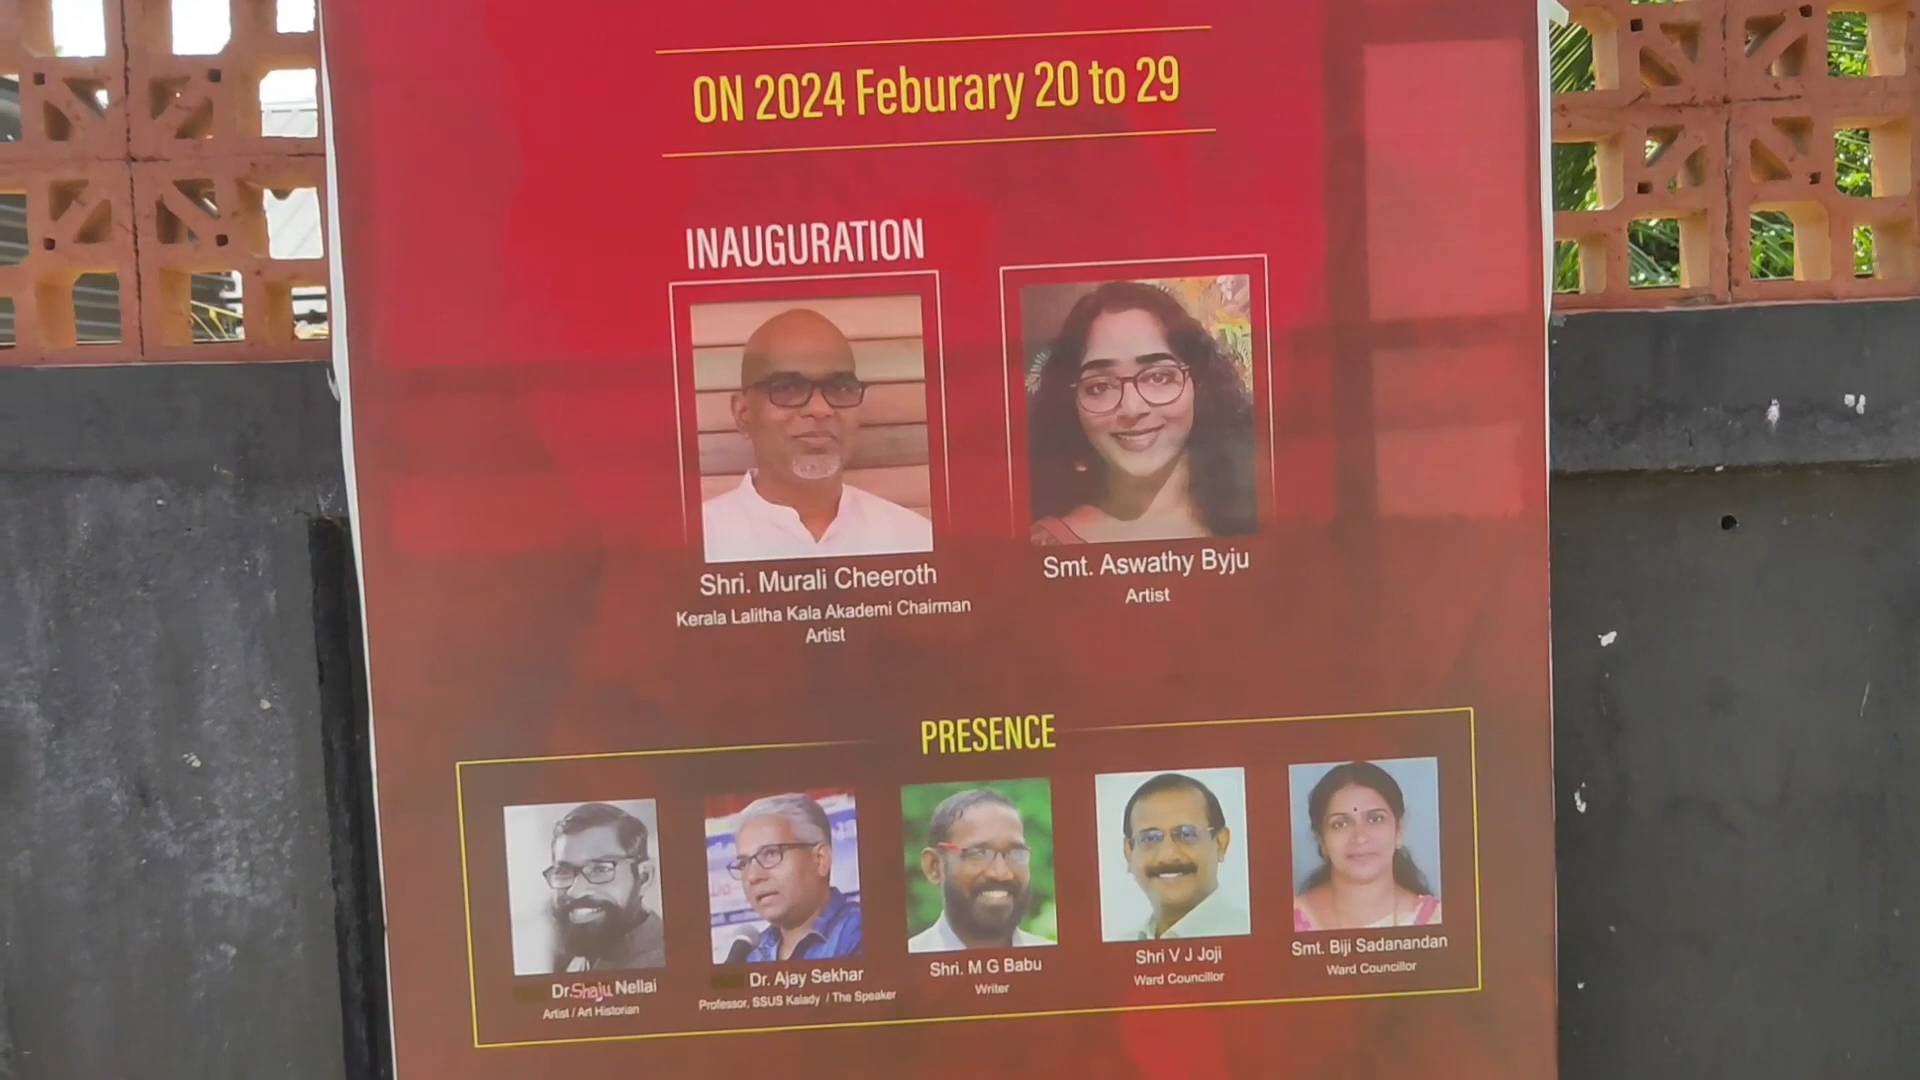 ON 2024 Feburary 20 to 29
INAUGURATION
Shri. Murali Cheeroth
Kerala Lalitha Kala Akademi Chairman
Artist
Smt. Aswathy Byju
Artist
PRESENCE
Dr.Shaju Nellai
Artist / Art Historian
Dr. Ajay Sekhar
Professor, SSUS Kalady / The Speaker
Shri. M G Babu
Writer
Shri V J Joji
Ward Councillor
Smt. Biji Sadanandan
Ward Councillor